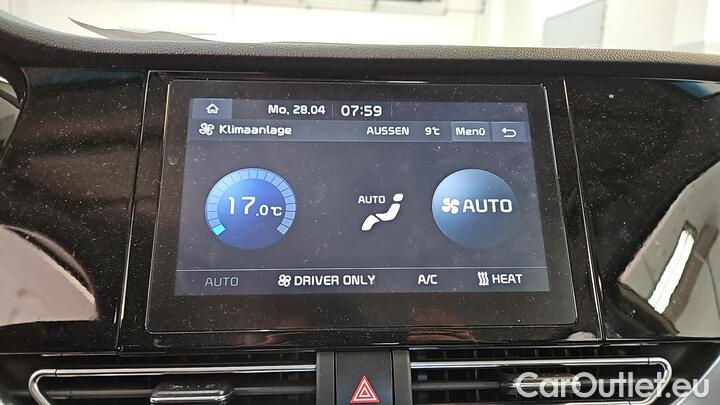 Mo. 28.04 07:59
Klimaanlage AUSSEN 9°C Menü
17.0°C AUTO AUTO
AUTO DRIVER ONLY A/C HEAT
CarOutlet.eu